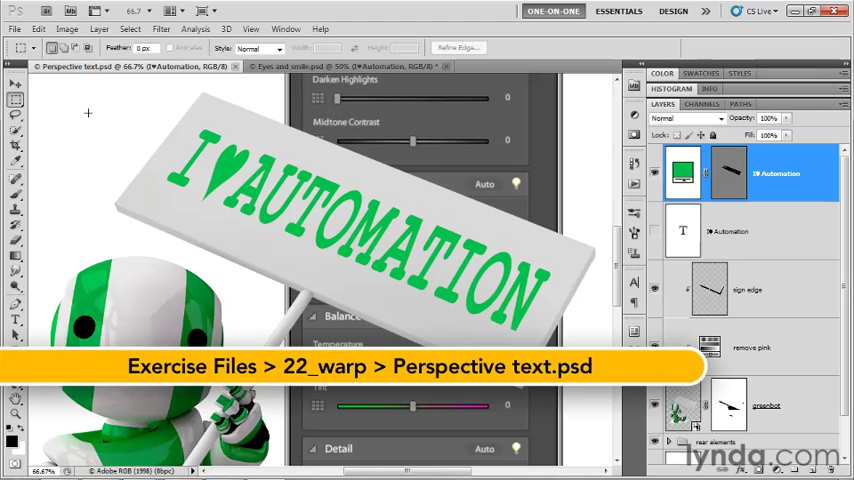 Ps Br Mb 66.7 ONE-ON-ONE ESSENTIALS DESIGN CS Live
File Edit Image Layer Select Filter Analysis 3D View Window Help
Feather: 0 px Anti-alias Style: Normal Width: Height: Refine Edge...
Perspective text.psd @ 66.7% (I♥Automation, RGB/8) Eyes and smile.psd @ 50% (I♥Automation, RGB/8) *
COLOR SWATCHES STYLES
HISTOGRAM INFO
LAYERS CHANNELS PATHS
Normal Opacity: 100%
Lock: Fill: 100%
Darken Highlights 0
Midtone Contrast
0
Auto
I♥AUTOMATION
I♥ Automation
T I♥ Automation
sign edge
Balance
Temperature
remove pink
Exercise Files > 22_warp > Perspective text.psd
Tint
0
greenbot
Detail Auto
rear elements
66.67% Adobe RGB (1998) (8bpc)
lynda.com